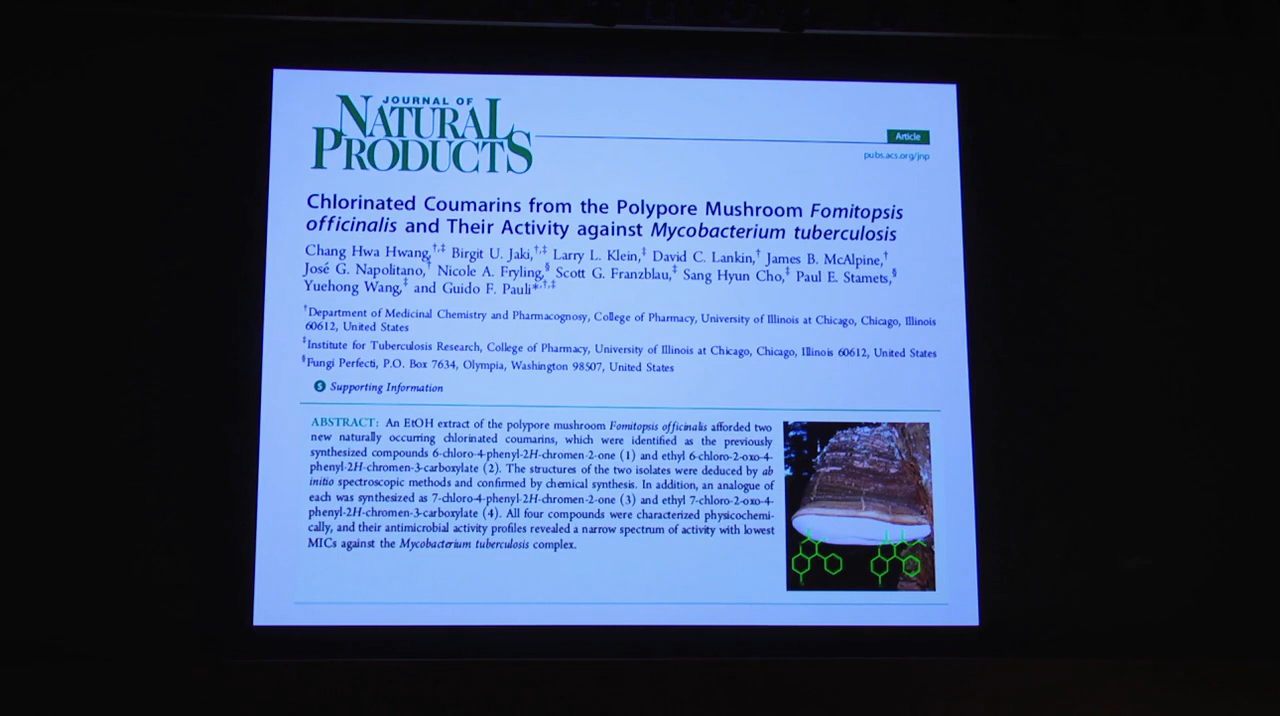 JOURNAL OF
NATURAL
PRODUCTS
Article
pubs.acs.org/jnp
Chlorinated Coumarins from the Polypore Mushroom Fomitopsis
officinalis and Their Activity against Mycobacterium tuberculosis
Chang Hwa Hwang,†,‡ Birgit U. Jaki,†,‡ Larry L. Klein,‡ David C. Lankin,† James B. McAlpine,†
José G. Napolitano,† Nicole A. Fryling,§ Scott G. Franzblau,‡ Sang Hyun Cho,‡ Paul E. Stamets,§
Yuehong Wang,‡ and Guido F. Pauli*,†,‡
†Department of Medicinal Chemistry and Pharmacognosy, College of Pharmacy, University of Illinois at Chicago, Chicago, Illinois
60612, United States
‡Institute for Tuberculosis Research, College of Pharmacy, University of Illinois at Chicago, Chicago, Illinois 60612, United States
§Fungi Perfecti, P.O. Box 7634, Olympia, Washington 98507, United States
S Supporting Information
ABSTRACT: An EtOH extract of the polypore mushroom Fomitopsis officinalis afforded two
new naturally occurring chlorinated coumarins, which were identified as the previously
synthesized compounds 6-chloro-4-phenyl-2H-chromen-2-one (1) and ethyl 6-chloro-2-oxo-4-
phenyl-2H-chromen-3-carboxylate (2). The structures of the two isolates were deduced by ab
initio spectroscopic methods and confirmed by chemical synthesis. In addition, an analogue of
each was synthesized as 7-chloro-4-phenyl-2H-chromen-2-one (3) and ethyl 7-chloro-2-oxo-4-
phenyl-2H-chromen-3-carboxylate (4). All four compounds were characterized physicochemi-
cally, and their antimicrobial activity profiles revealed a narrow spectrum of activity with lowest
MICs against the Mycobacterium tuberculosis complex.